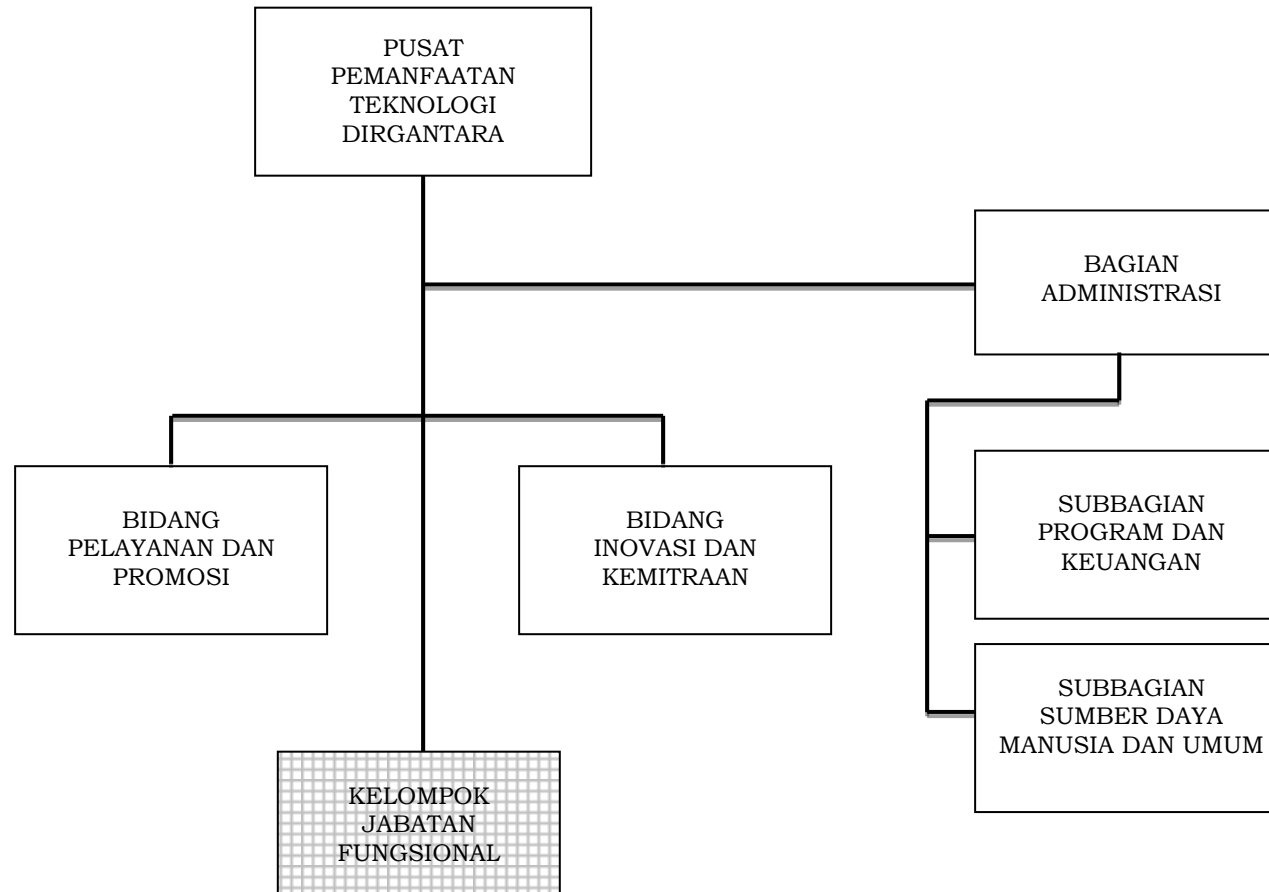 PUSAT
PEMANFAATAN
TEKNOLOGI
DIRGANTARA
BAGIAN
ADMINISTRASI
BIDANG
PELAYANAN DAN
PROMOSI
BIDANG
INOVASI DAN
KEMITRAAN
SUBBAGIAN
PROGRAM DAN
KEUANGAN
SUBBAGIAN
SUMBER DAYA
MANUSIA DAN UMUM
KELOMPOK
JABATAN
FUNGSIONAL